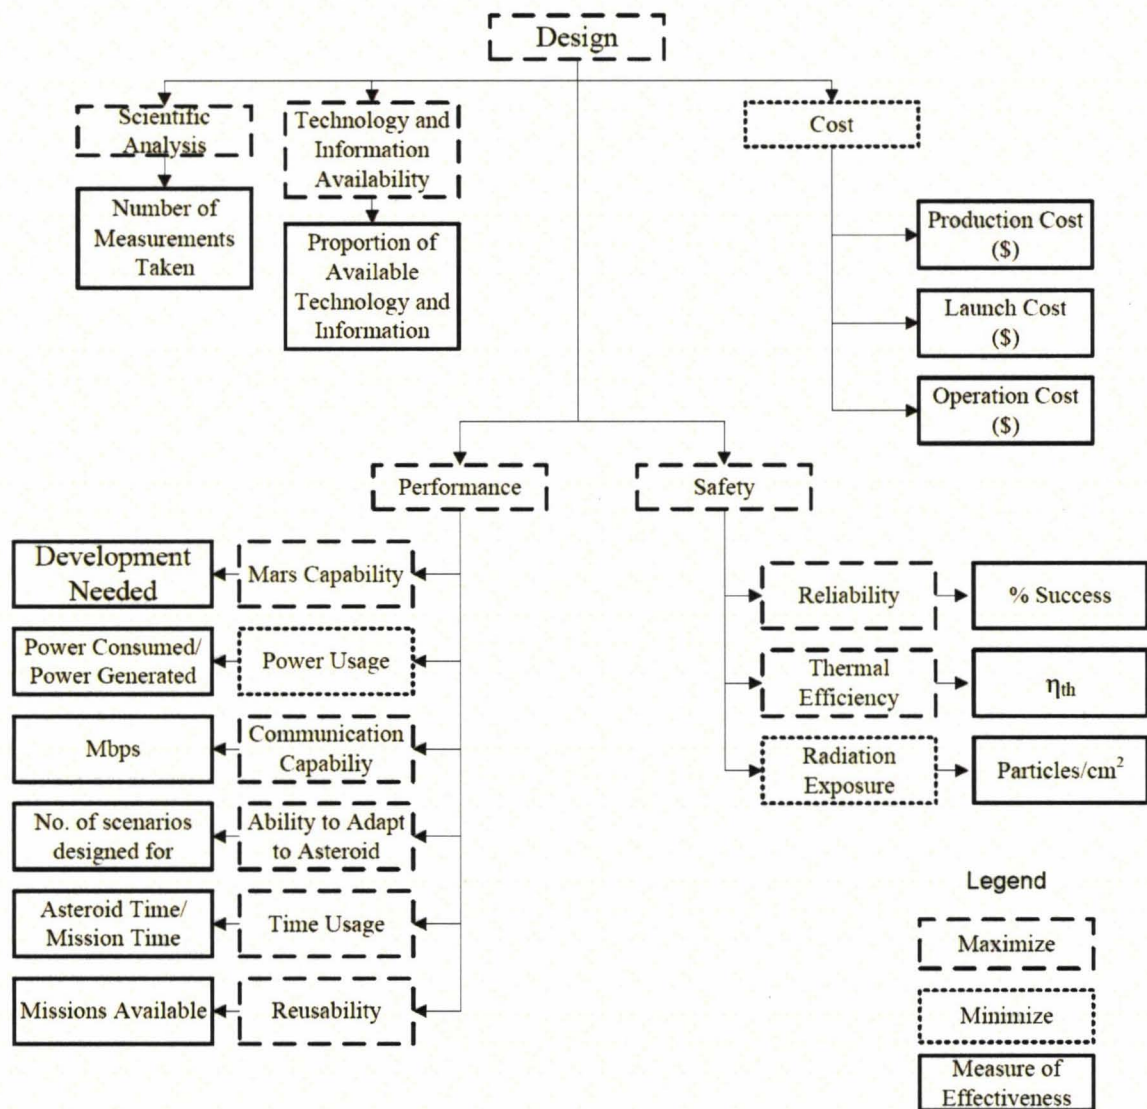 Design
Scientific
Analysis
Technology and
Information
Availability
Cost
Number of
Measurements
Taken
Proportion of
Available
Technology and
Information
Production Cost
($)
Launch Cost
($)
Operation Cost
($)
Performance
Safety
Development
Needed
Mars Capability
Power Consumed/
Power Generated
Power Usage
Mbps
Communication
Capabiliy
No. of scenarios
designed for
Ability to Adapt
to Asteroid
Asteroid Time/
Mission Time
Time Usage
Missions Available
Reusability
Reliability
% Success
Thermal
Efficiency
ηth
Radiation
Exposure
Particles/cm²
Legend
Maximize
Minimize
Measure of
Effectiveness